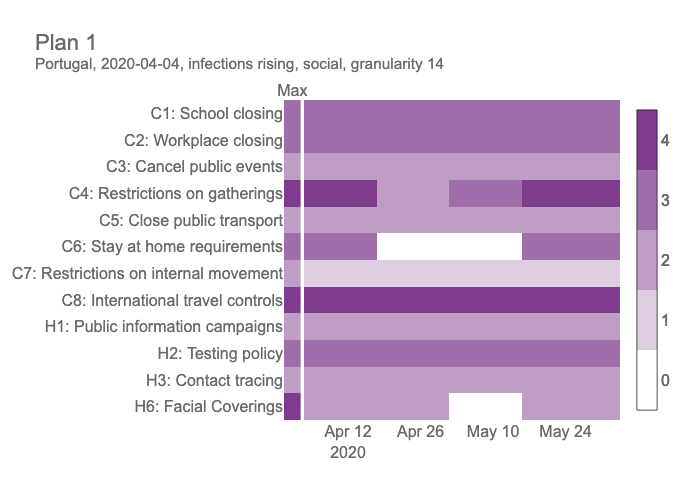 Plan 1
Portugal, 2020-04-04, infections rising, social, granularity 14
Max
C1: School closing
C2: Workplace closing
C3: Cancel public events
C4: Restrictions on gatherings
C5: Close public transport
C6: Stay at home requirements
C7: Restrictions on internal movement
C8: International travel controls
H1: Public information campaigns
H2: Testing policy
H3: Contact tracing
H6: Facial Coverings
Apr 12 Apr 26 May 10 May 24
2020
4
3
2
1
0